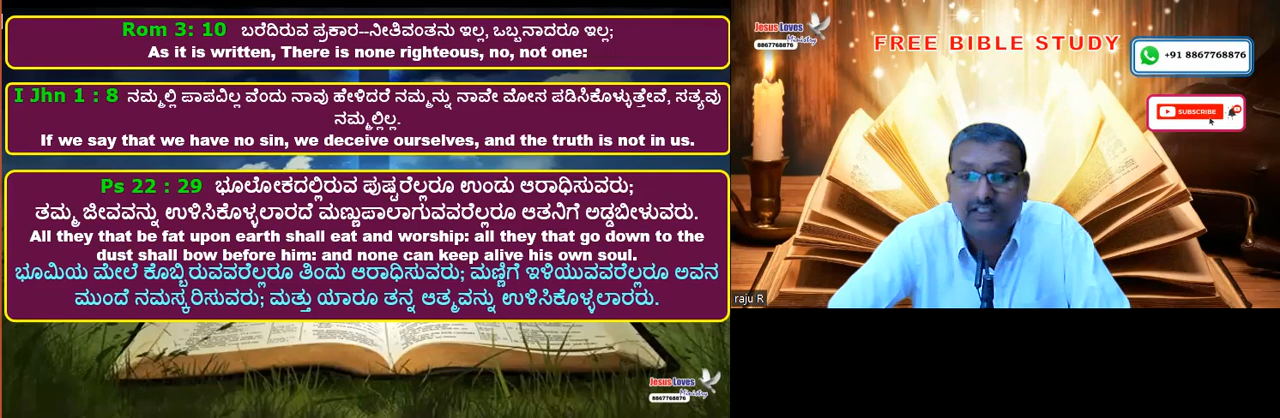 Rom 3: 10 ಬರೆದಿರುವ ಪ್ರಕಾರ--ನೀತಿವಂತನು ಇಲ್ಲ, ಒಬ್ಬನಾದರೂ ಇಲ್ಲ;
As it is written, There is none righteous, no, not one:
I Jhn 1 : 8 ನಮ್ಮಲ್ಲಿ ಪಾಪವಿಲ್ಲವೆಂದು ನಾವು ಹೇಳಿದರೆ ನಮ್ಮನ್ನು ನಾವೇ ಮೋಸ ಪಡಿಸಿಕೊಳ್ಳುತ್ತೇವೆ, ಸತ್ಯವು
ನಮ್ಮಲ್ಲಿಲ್ಲ.
If we say that we have no sin, we deceive ourselves, and the truth is not in us.
Ps 22 : 29 ಭೂಲೋಕದಲ್ಲಿರುವ ಪುಷ್ಟರೆಲ್ಲರೂ ಉಂಡು ಆರಾಧಿಸುವರು;
ತಮ್ಮ ಜೀವವನ್ನು ಉಳಿಸಿಕೊಳ್ಳಲಾರದೆ ಮಣ್ಣುಪಾಲಾಗುವವರೆಲ್ಲರೂ ಆತನಿಗೆ ಅಡ್ಡಬೀಳುವರು.
All they that be fat upon earth shall eat and worship: all they that go down to the
dust shall bow before him: and none can keep alive his own soul.
ಭೂಮಿಯ ಮೇಲೆ ಕೊಬ್ಬಿರುವವರೆಲ್ಲರೂ ತಿಂದು ಆರಾಧಿಸುವರು; ಮಣ್ಣಿಗೆ ಇಳಿಯುವವರೆಲ್ಲರೂ ಅವನ
ಮುಂದೆ ನಮಸ್ಕರಿಸುವರು; ಮತ್ತು ಯಾರೂ ತನ್ನ ಆತ್ಮವನ್ನು ಉಳಿಸಿಕೊಳ್ಳಲಾರರು.
Jesus Loves
Ministry
8867768876
Jesus Loves
Ministry
8867768876
FREE BIBLE STUDY
+91 8867768876
SUBSCRIBE
raju R